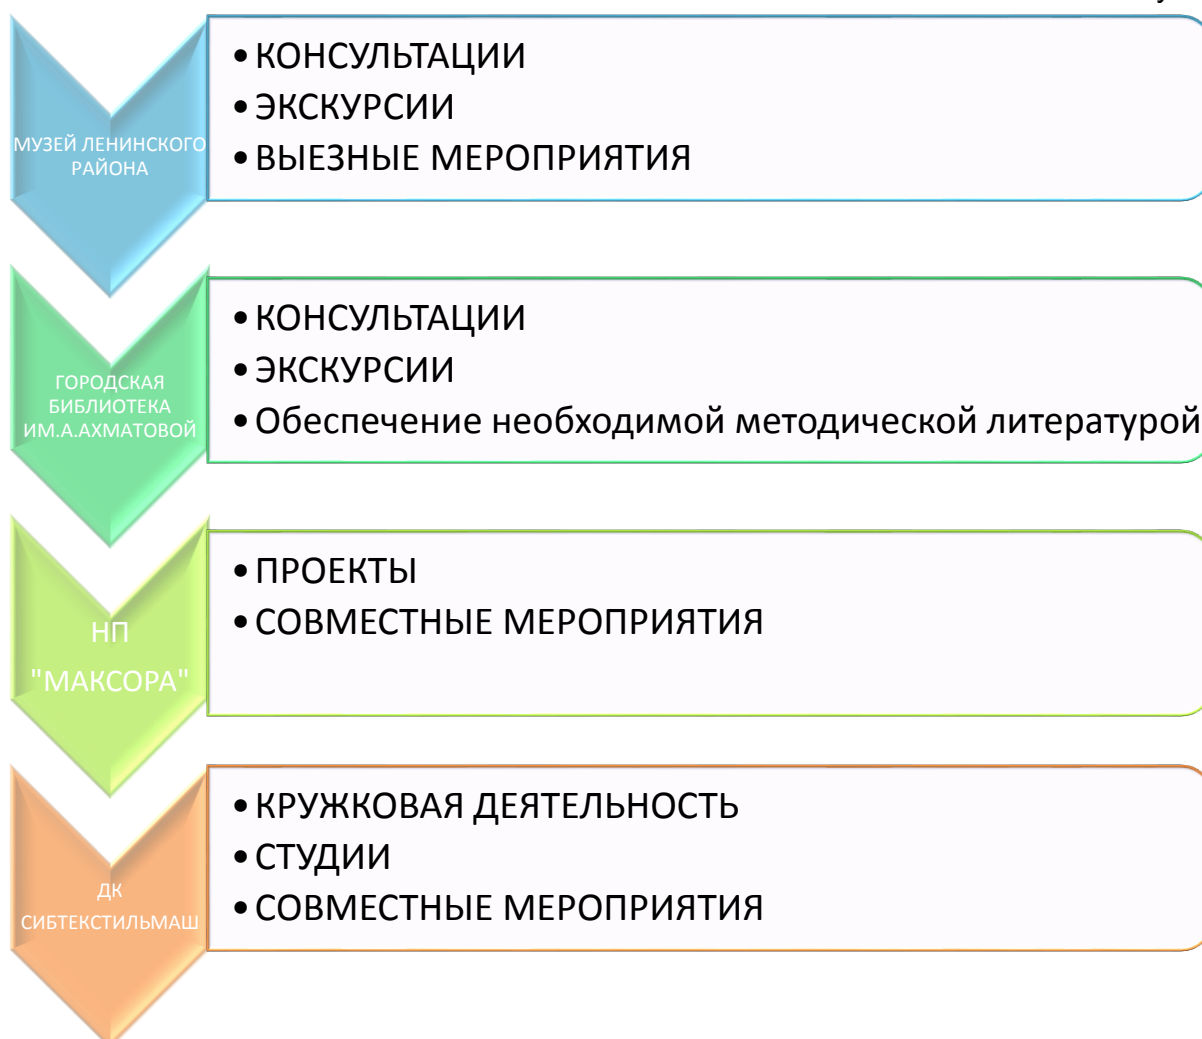 • КОНСУЛЬТАЦИИ
• ЭКСКУРСИИ
• ВЫЕЗНЫЕ МЕРОПРИЯТИЯ
МУЗЕЙ ЛЕНИНСКОГО
РАЙОНА
• КОНСУЛЬТАЦИИ
• ЭКСКУРСИИ
• Обеспечение необходимой методической литературой
ГОРОДСКАЯ
БИБЛИОТЕКА
ИМ.А.АХМАТОВОЙ
• ПРОЕКТЫ
• СОВМЕСТНЫЕ МЕРОПРИЯТИЯ
НП
"МАКСОРА"
• КРУЖКОВАЯ ДЕЯТЕЛЬНОСТЬ
• СТУДИИ
• СОВМЕСТНЫЕ МЕРОПРИЯТИЯ
ДК
СИБТЕКСТИЛЬМАШ